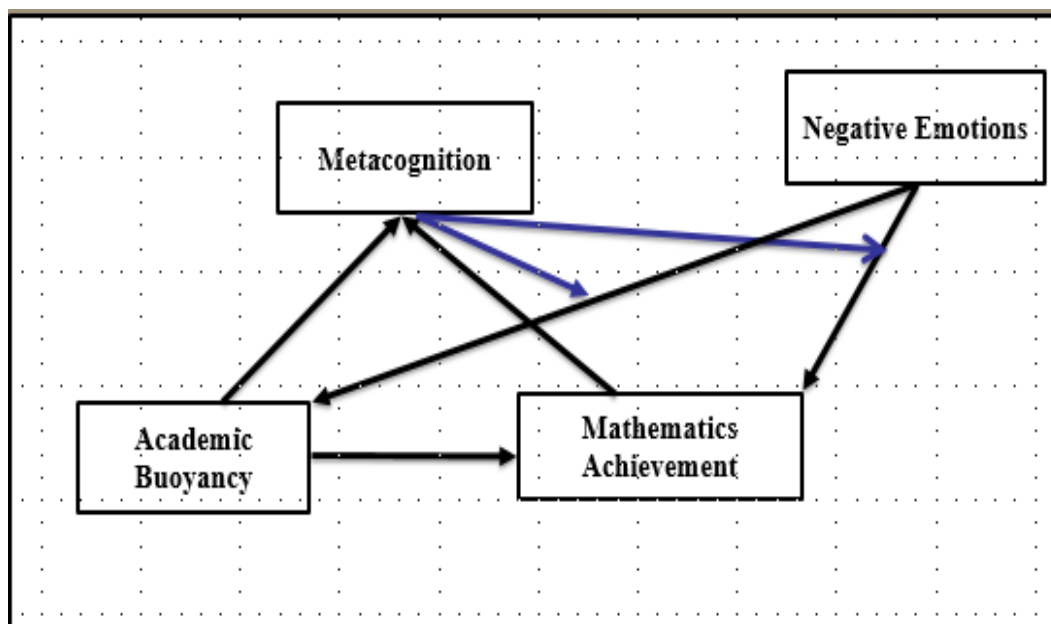 Negative Emotions
Metacognition
Academic
Buoyancy
Mathematics
Achievement